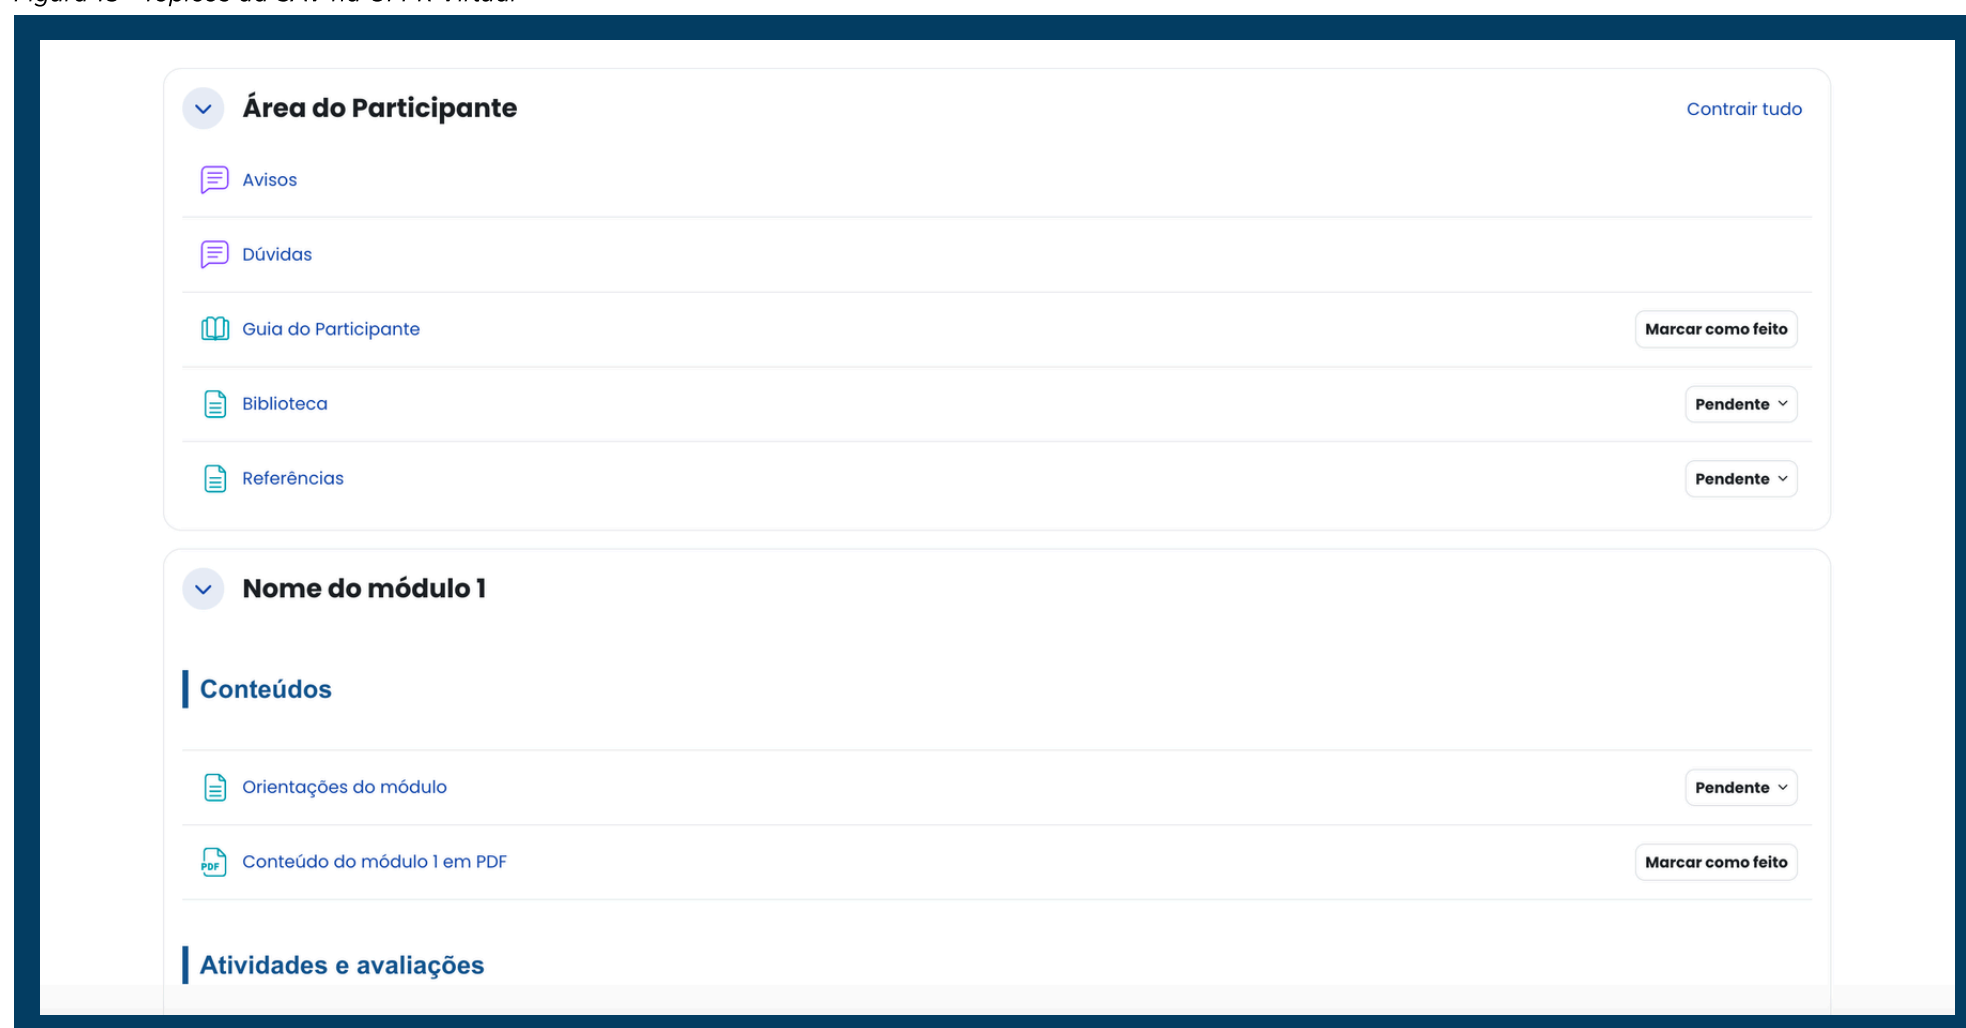 Área do Participante
Contrair tudo
Avisos
Dúvidas
Guia do Participante
Marcar como feito
Biblioteca
Pendente
Referências
Pendente
Nome do módulo 1
Conteúdos
Orientações do módulo
Pendente
PDF
Conteúdo do módulo 1 em PDF
Marcar como feito
Atividades e avaliações